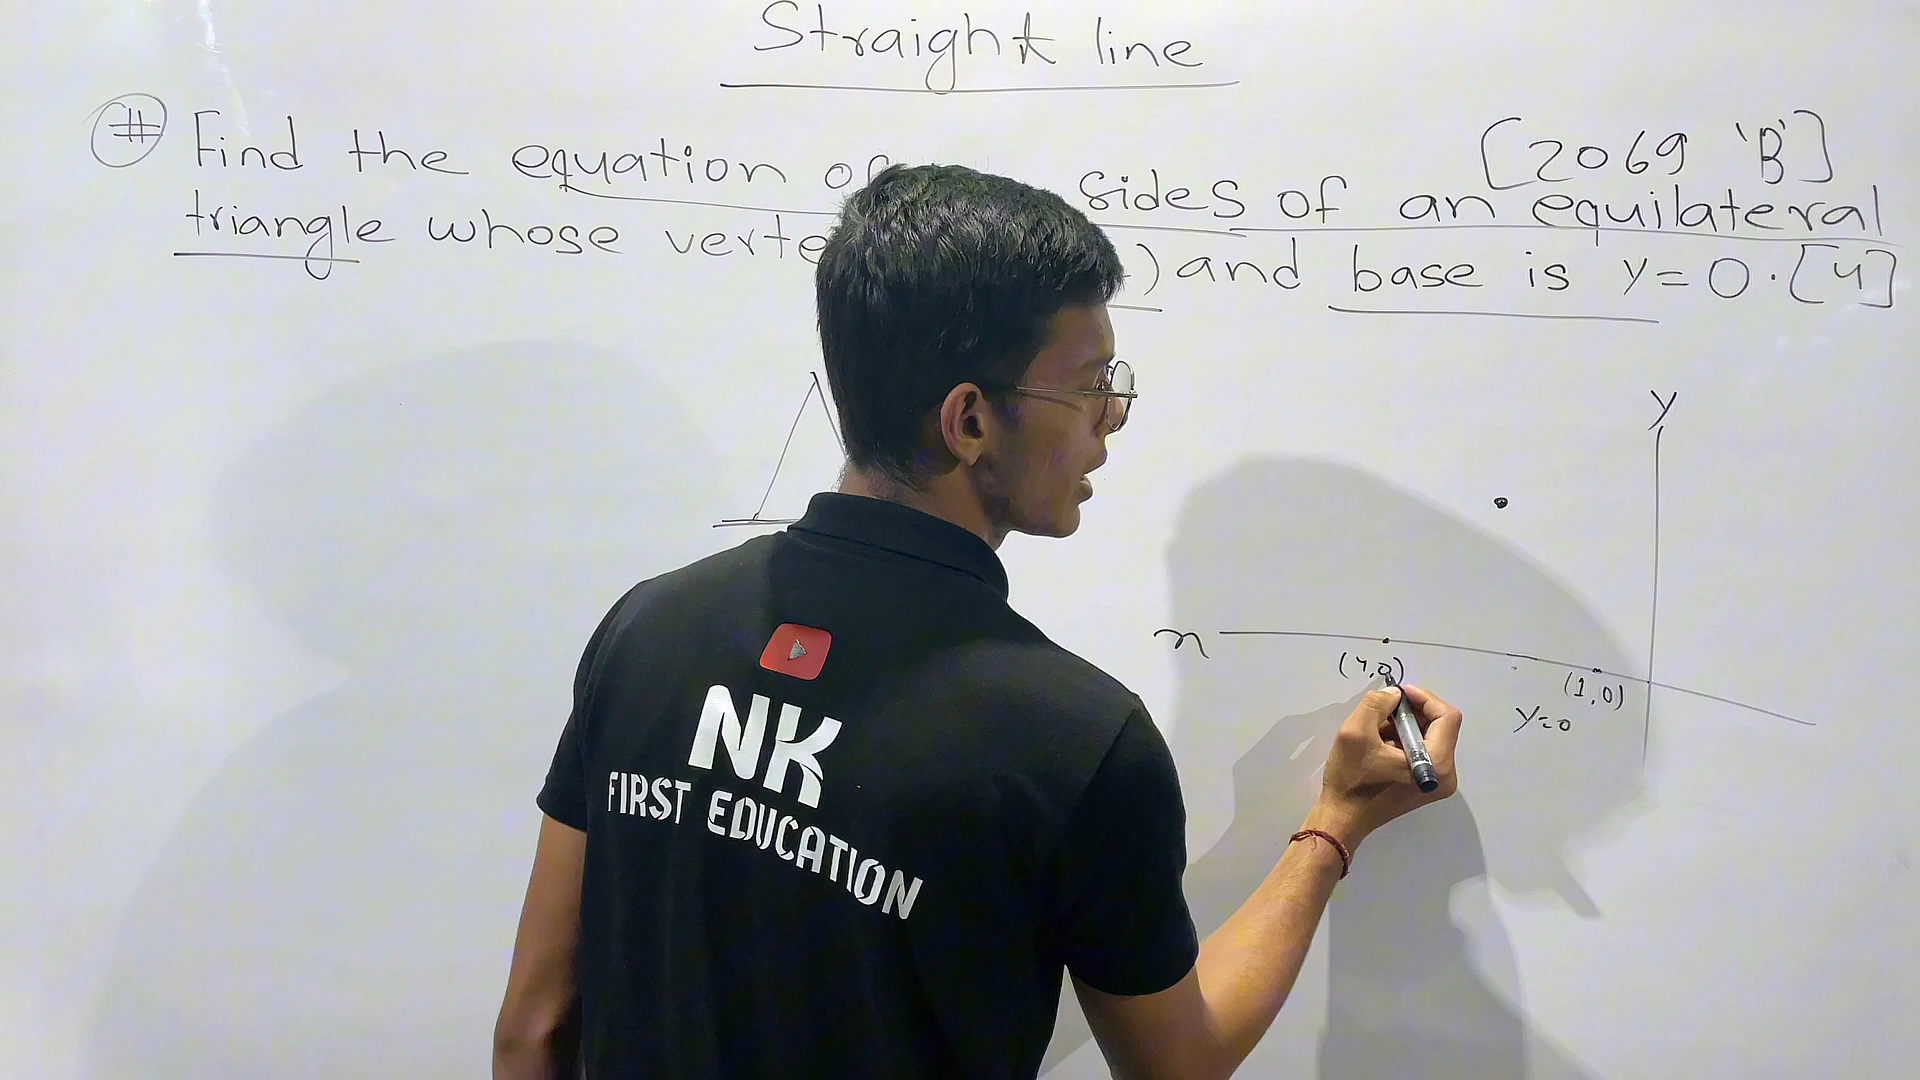 Straight line
# Find the equation of sides of an equilateral [2069 'B']
triangle whose ) and base is y=0. [4]
y
x
(4,0)
(1,0)
y=0
NK
FIRST EDUCATION